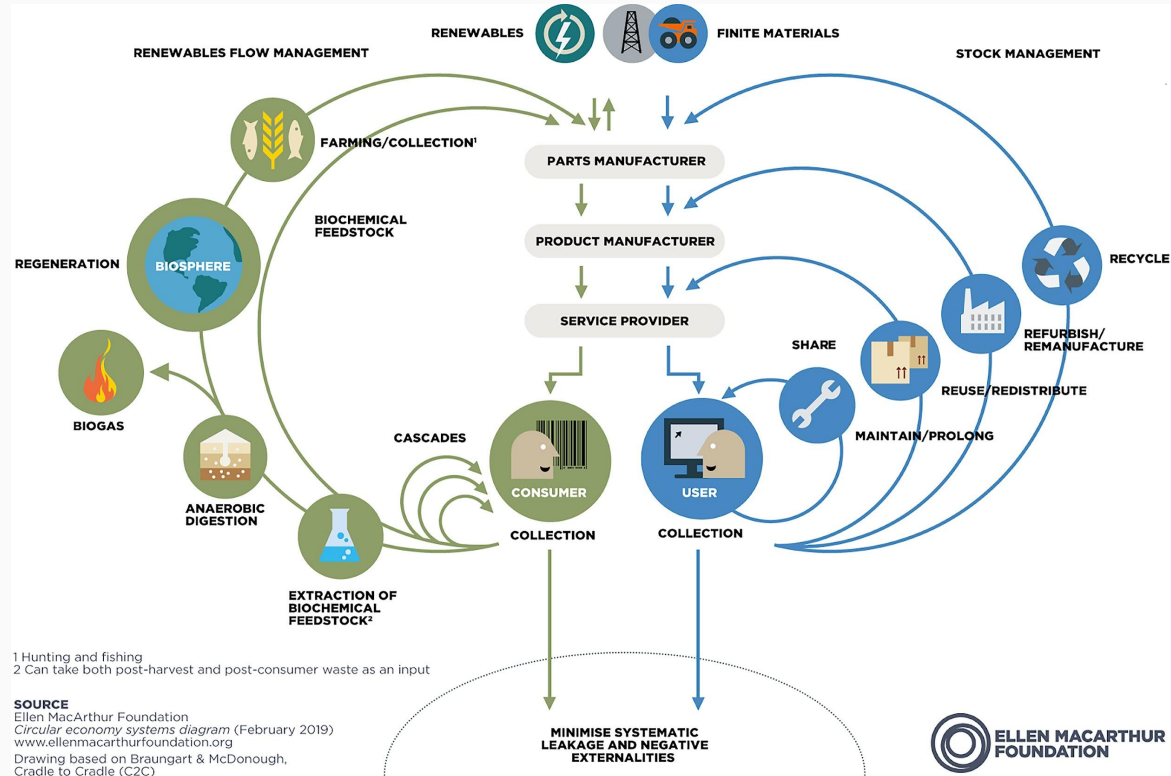 RENEWABLES
FINITE MATERIALS
RENEWABLES FLOW MANAGEMENT
STOCK MANAGEMENT
FARMING/COLLECTION¹
PARTS MANUFACTURER
BIOCHEMICAL
FEEDSTOCK
PRODUCT MANUFACTURER
REGENERATION
BIOSPHERE
RECYCLE
SERVICE PROVIDER
REFURBISH/
REMANUFACTURE
SHARE
REUSE/REDISTRIBUTE
BIOGAS
CASCADES
MAINTAIN/PROLONG
CONSUMER
USER
ANAEROBIC
DIGESTION
COLLECTION
COLLECTION
EXTRACTION OF
BIOCHEMICAL
FEEDSTOCK²
1 Hunting and fishing
2 Can take both post-harvest and post-consumer waste as an input
SOURCE
Ellen MacArthur Foundation
Circular economy systems diagram (February 2019)
www.ellenmacarthurfoundation.org
Drawing based on Braungart & McDonough,
Cradle to Cradle (C2C)
MINIMISE SYSTEMATIC
LEAKAGE AND NEGATIVE
EXTERNALITIES
ELLEN MACARTHUR
FOUNDATION